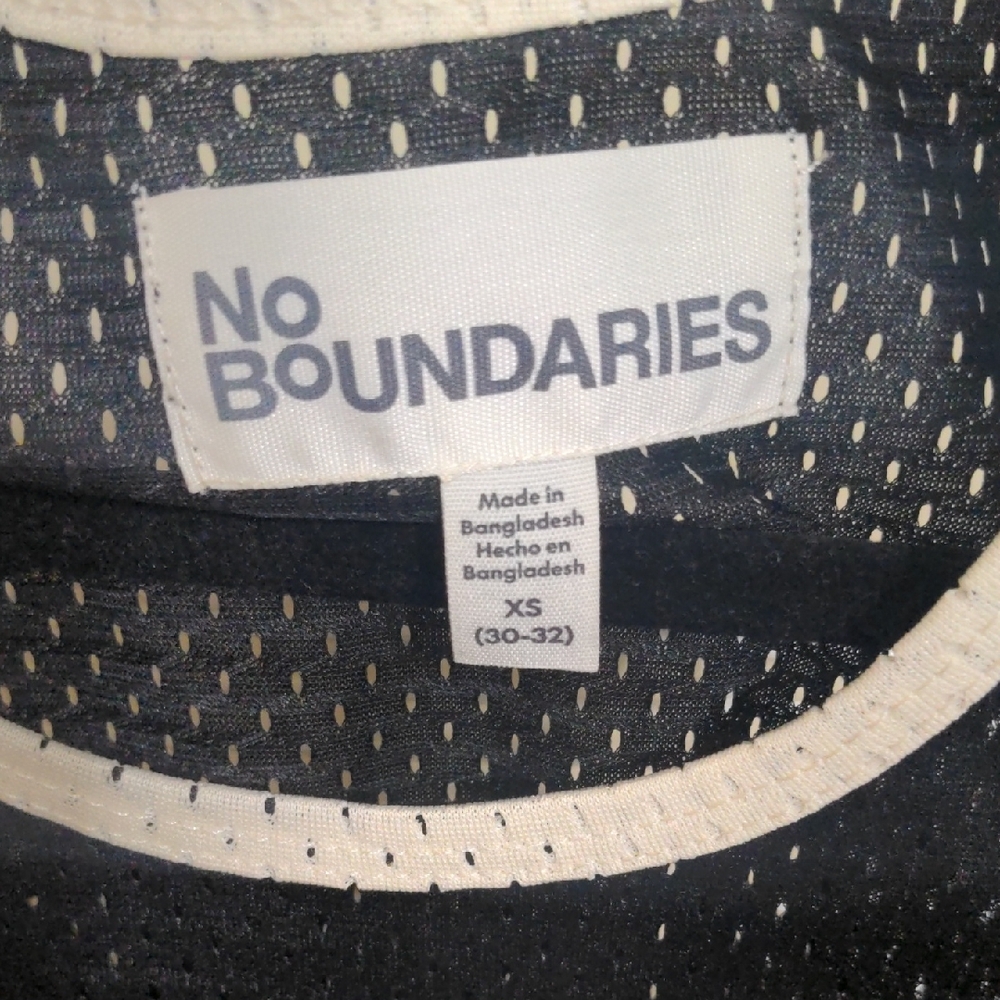 No
BoUNDARIES
Made in
Bangladesh
Hecho en
Bangladesh
XS
(30-32)